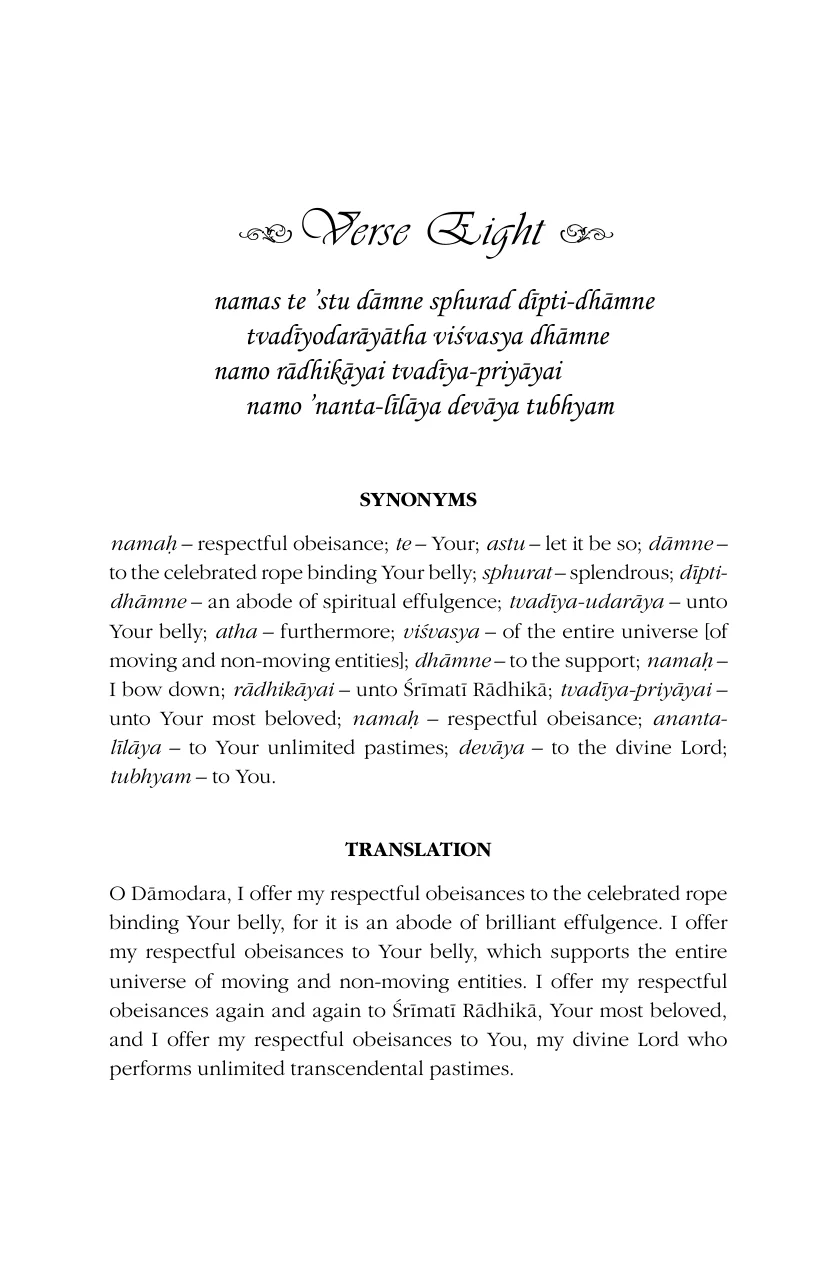 Verse Eight
namas te ’stu dāmne sphurad dīpti-dhāmne
tvadīyodarāyātha viśvasya dhāmne
namo rādhikāyai tvadīya-priyāyai
namo ’nanta-līlāya devāya tubhyam
SYNONYMS
namaḥ – respectful obeisance; te – Your; astu – let it be so; dāmne –
to the celebrated rope binding Your belly; sphurat – splendrous; dīpti-
dhāmne – an abode of spiritual effulgence; tvadīya-udarāya – unto
Your belly; atha – furthermore; viśvasya – of the entire universe [of
moving and non-moving entities]; dhāmne – to the support; namaḥ –
I bow down; rādhikāyai – unto Śrīmatī Rādhikā; tvadīya-priyāyai –
unto Your most beloved; namaḥ – respectful obeisance; ananta-
līlāya – to Your unlimited pastimes; devāya – to the divine Lord;
tubhyam – to You.
TRANSLATION
O Dāmodara, I offer my respectful obeisances to the celebrated rope
binding Your belly, for it is an abode of brilliant effulgence. I offer
my respectful obeisances to Your belly, which supports the entire
universe of moving and non-moving entities. I offer my respectful
obeisances again and again to Śrīmatī Rādhikā, Your most beloved,
and I offer my respectful obeisances to You, my divine Lord who
performs unlimited transcendental pastimes.